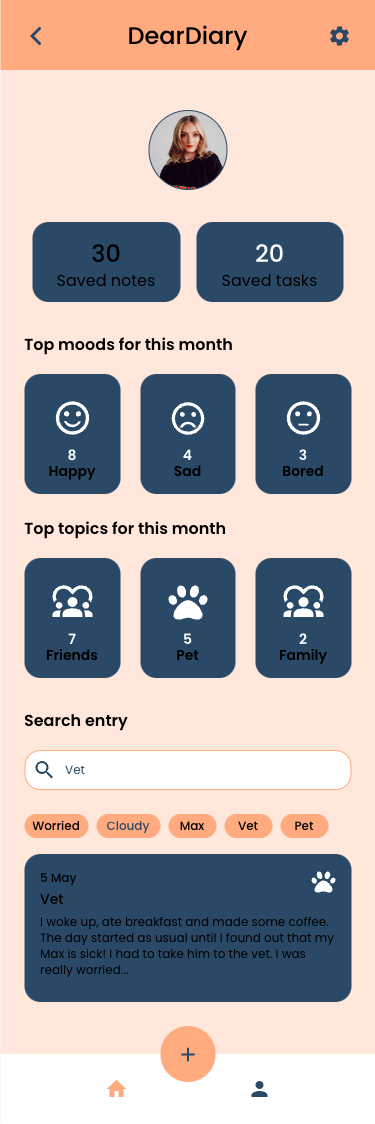 DearDiary
30
Saved notes
20
Saved tasks
Top moods for this month
8
Happy
4
Sad
3
Bored
Top topics for this month
7
Friends
5
Pet
2
Family
Search entry
Vet
Worried
Cloudy
Max
Vet
Pet
5 May
Vet
I woke up, ate breakfast and made some coffee.
The day started as usual until I found out that my
Max is sick! I had to take him to the vet. I was
really worried...
+